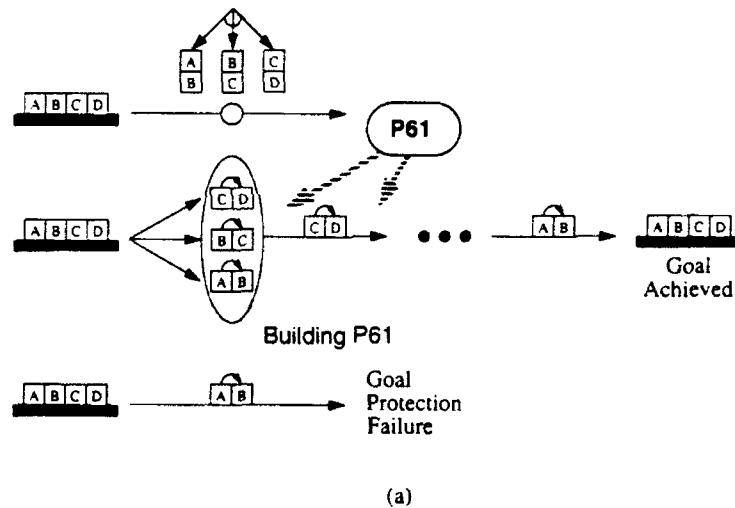 A B C
B C D
A B C D
P61
C D
A B C D
B C
C D
A B
A B
A B C D
Goal
Achieved
Building P61
A B C D
A B
Goal
Protection
Failure
(a)